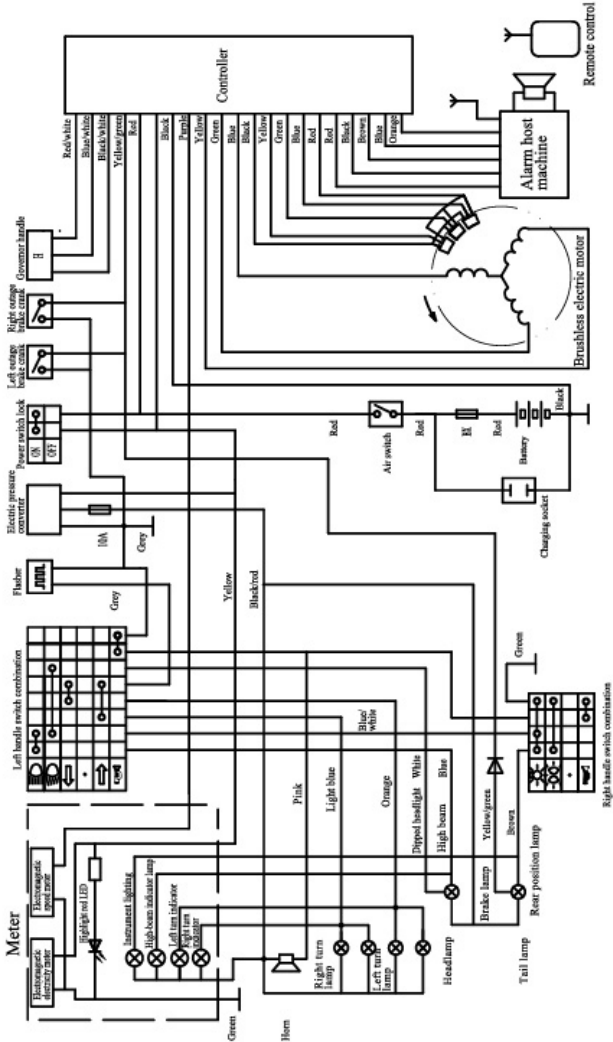 Meter
Electromagnetic
electricity meter
Electromagnetic
speed meter
Highlight red LED
Instrument lighting
High-beam indicator lamp
Left turn indicator
Right turn
indicator
Green
Horn
Right turn
lamp
Left turn
lamp
Headlamp
Tail lamp
Brake lamp
Rear position lamp
Left handle switch combination
Pink
Light blue
Orange
Blue/
white
Dipped headlight White
High beam Blue
Yellow/green
Brown
Right handle switch combination
Green
Flasher
Grey
Electric pressure
converter
10A
Grey
Yellow
Black/red
Power switch lock
ON
OFF
Left outage
brake crank
Right outage
brake crank
Governor handle
H
Red
Air switch
Red
Red
Battery
Black
Charging socket
Controller
Red/white
Blue/white
Black/white
Yellow/green
Red
Black
Purple
Yellow
Green
Blue
Black
Yellow
Green
Blue
Red
Red
Black
Brown
Blue
Orange
Brushless electric motor
Alarm host
machine
Remote control